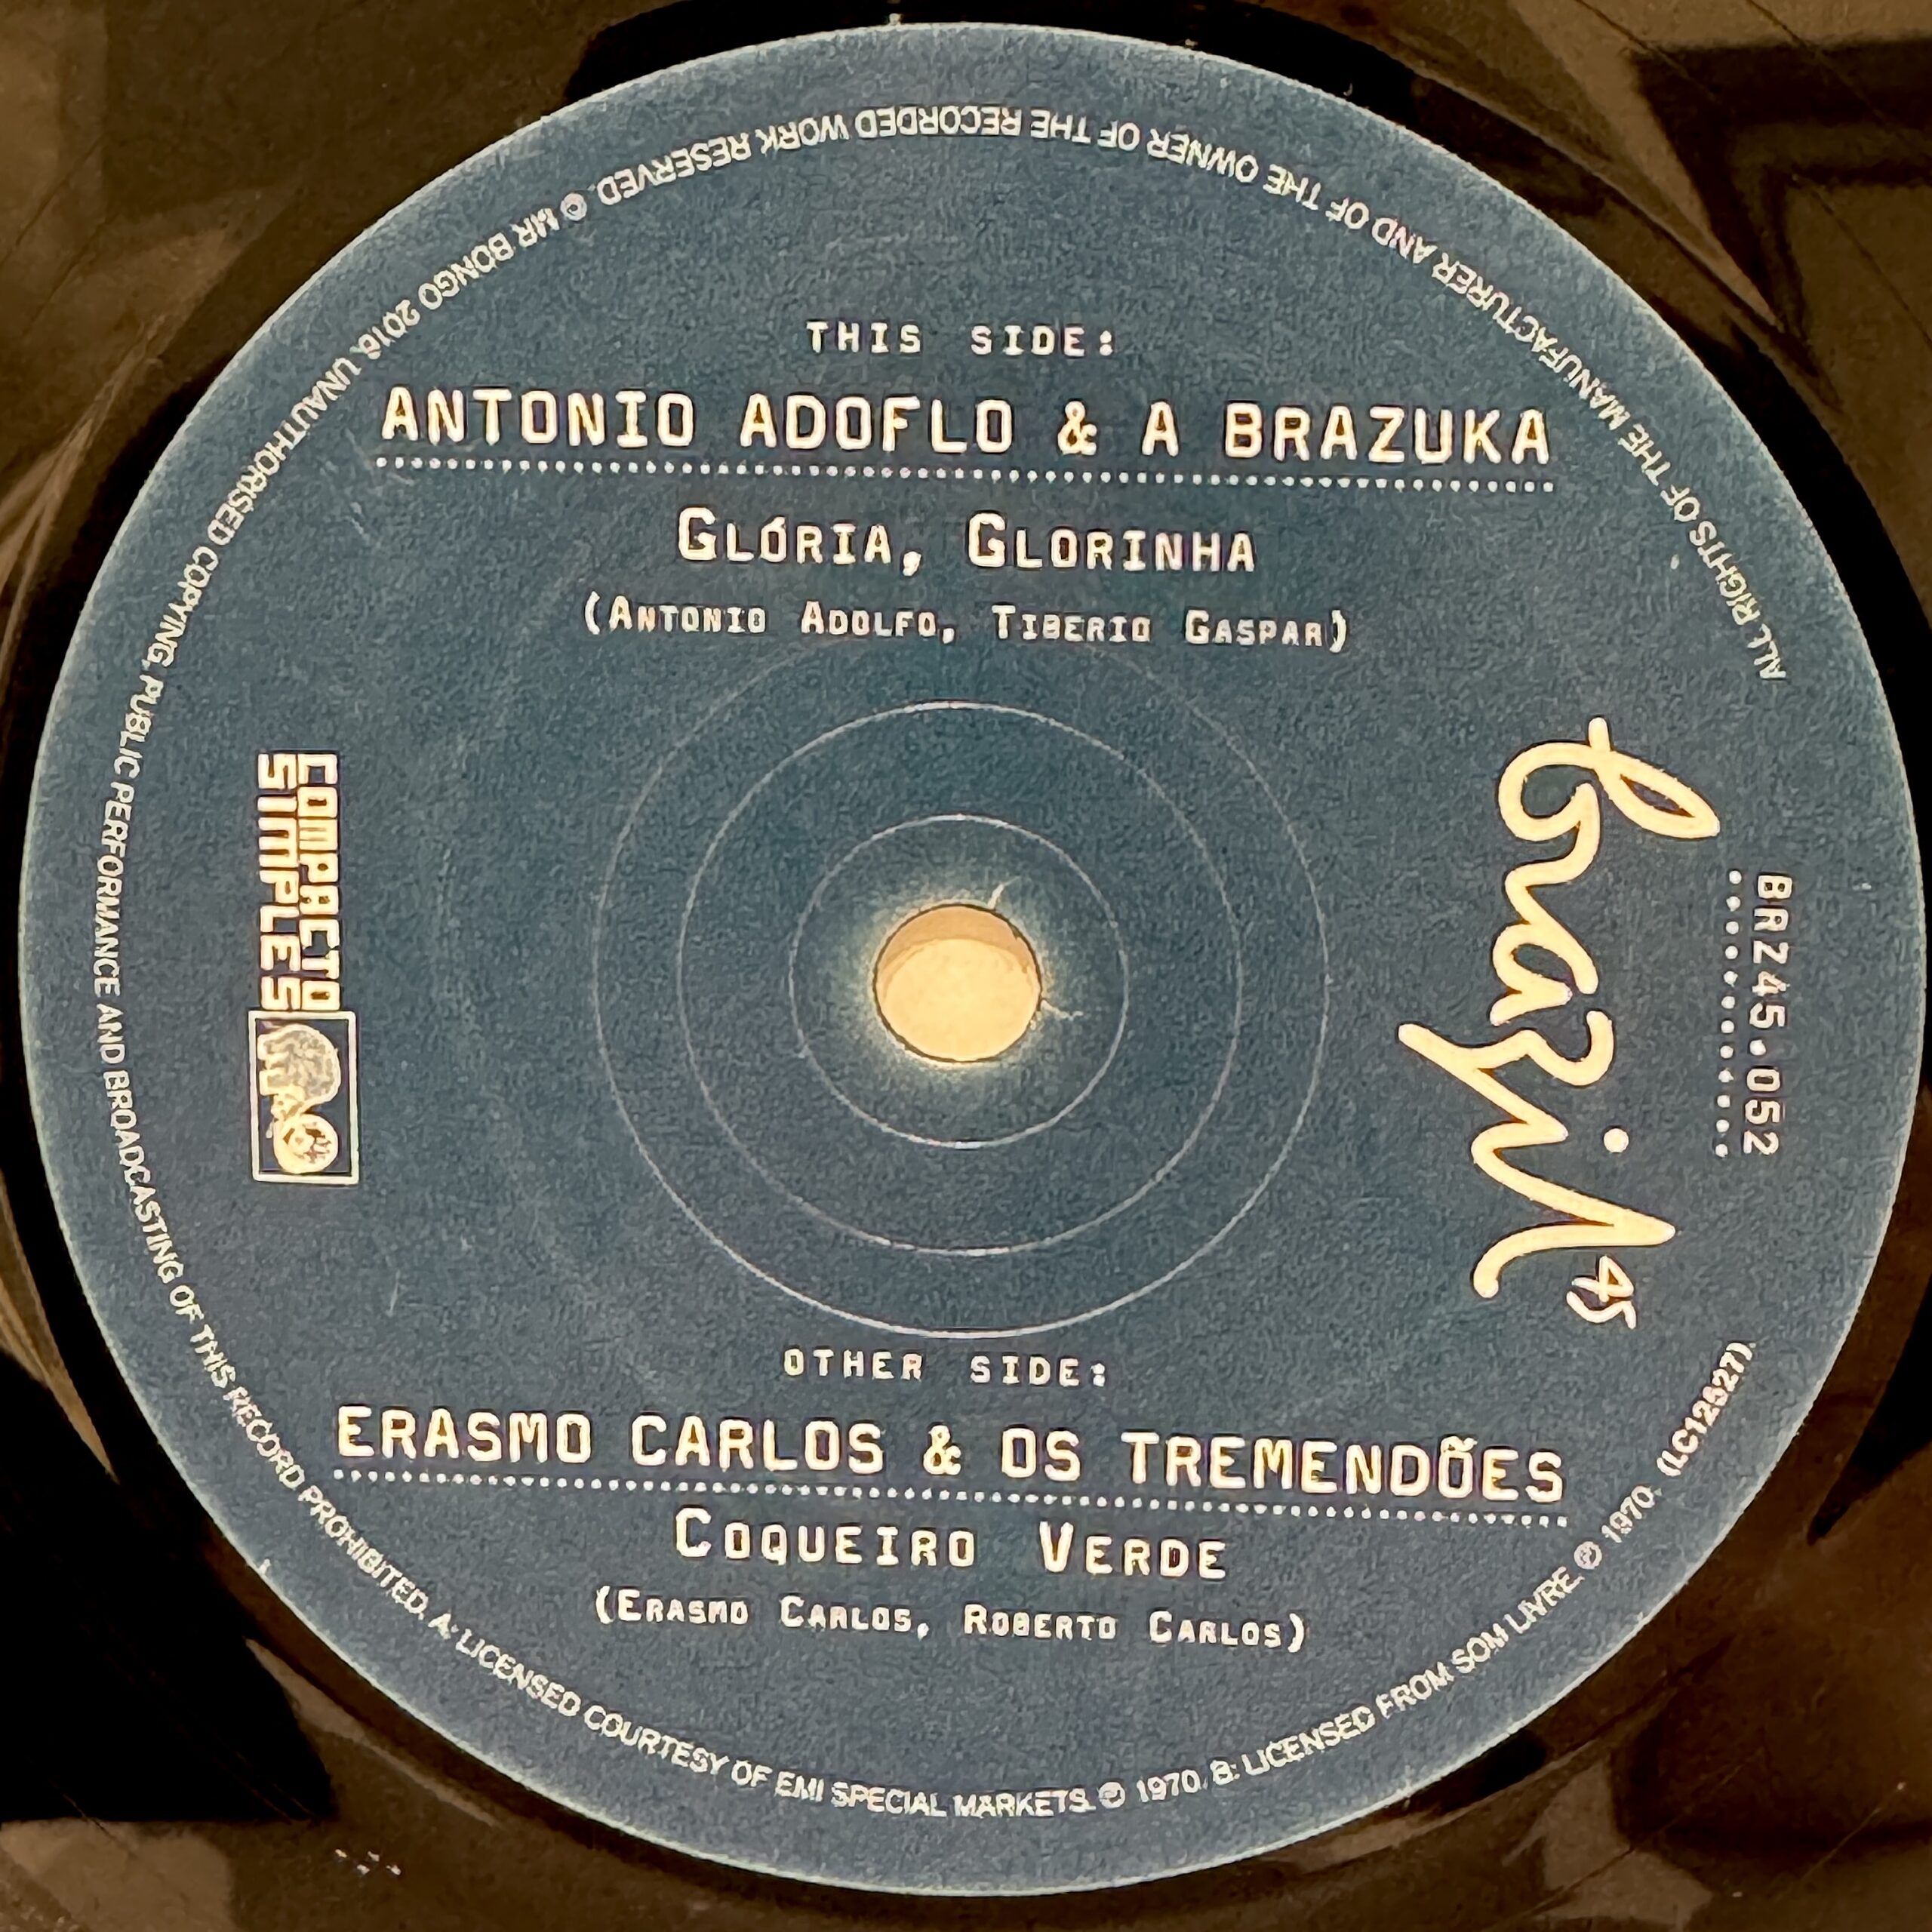 THIS SIDE:
ANTONIO ADOFLO & A BRAZUKA
GLÓRIA, GLORINHA
(ANTONIO ADOLFO, TIBERIO GASPAR)
COMPACTO
SIMPLES
BRZ45.052
Brazil 45
OTHER SIDE:
ERASMO CARLOS & OS TREMENDÕES
COQUEIRO VERDE
(ERASMO CARLOS, ROBERTO CARLOS)
ALL RIGHTS OF THE MANUFACTURER AND OF THE OWNER OF THE RECORDED WORK RESERVED. © MR BONGO 2016. UNAUTHORISED COPYING, PUBLIC PERFORMANCE AND BROADCASTING OF THIS RECORD PROHIBITED. A: LICENSED COURTESY OF EMI SPECIAL MARKETS. ℗ 1970. B: LICENSED FROM SOM LIVRE. ℗ 1970. (LC12527).